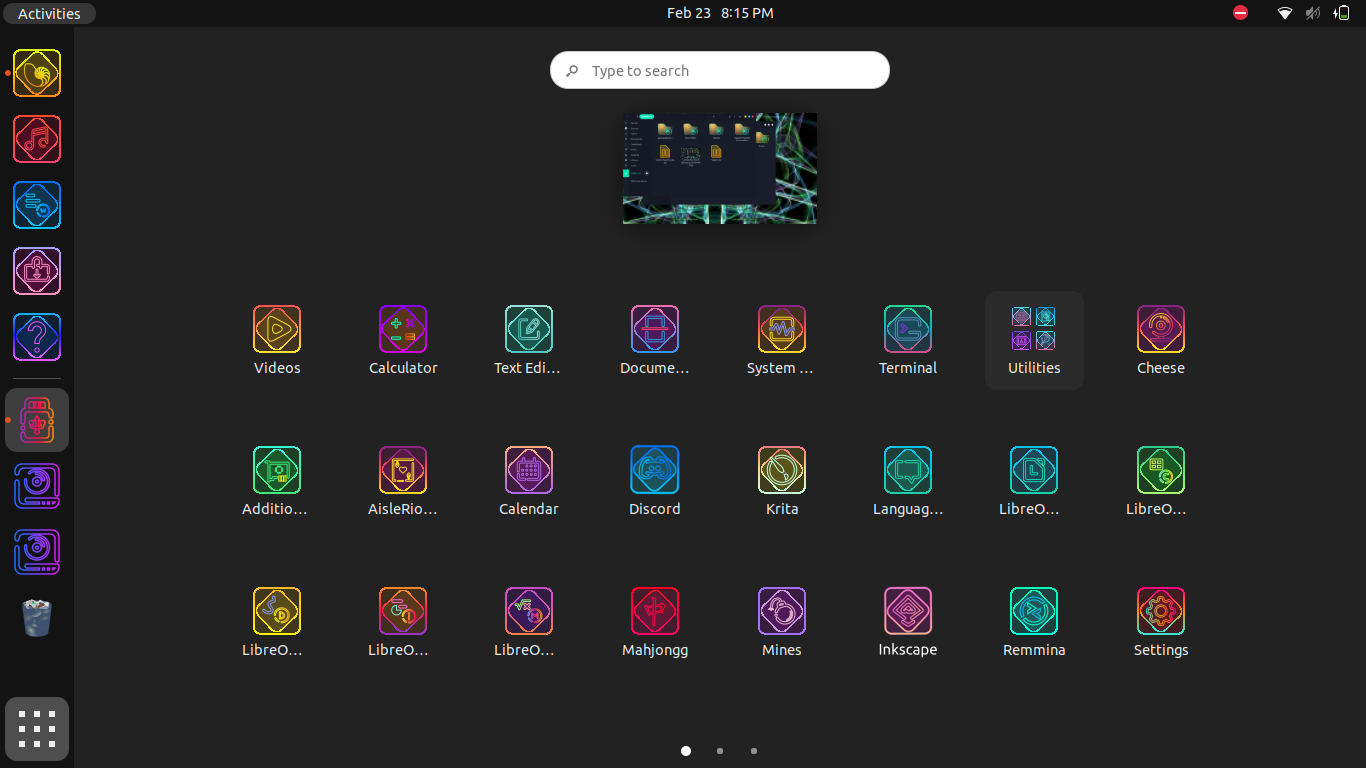 Activities
Feb 23 8:15 PM
Type to search
Videos
Calculator
Text Edi...
Docume...
System ...
Terminal
Utilities
Cheese
Additio...
AisleRio...
Calendar
Discord
Krita
Languag...
LibreO...
LibreO...
LibreO...
LibreO...
LibreO...
Mahjongg
Mines
Inkscape
Remmina
Settings